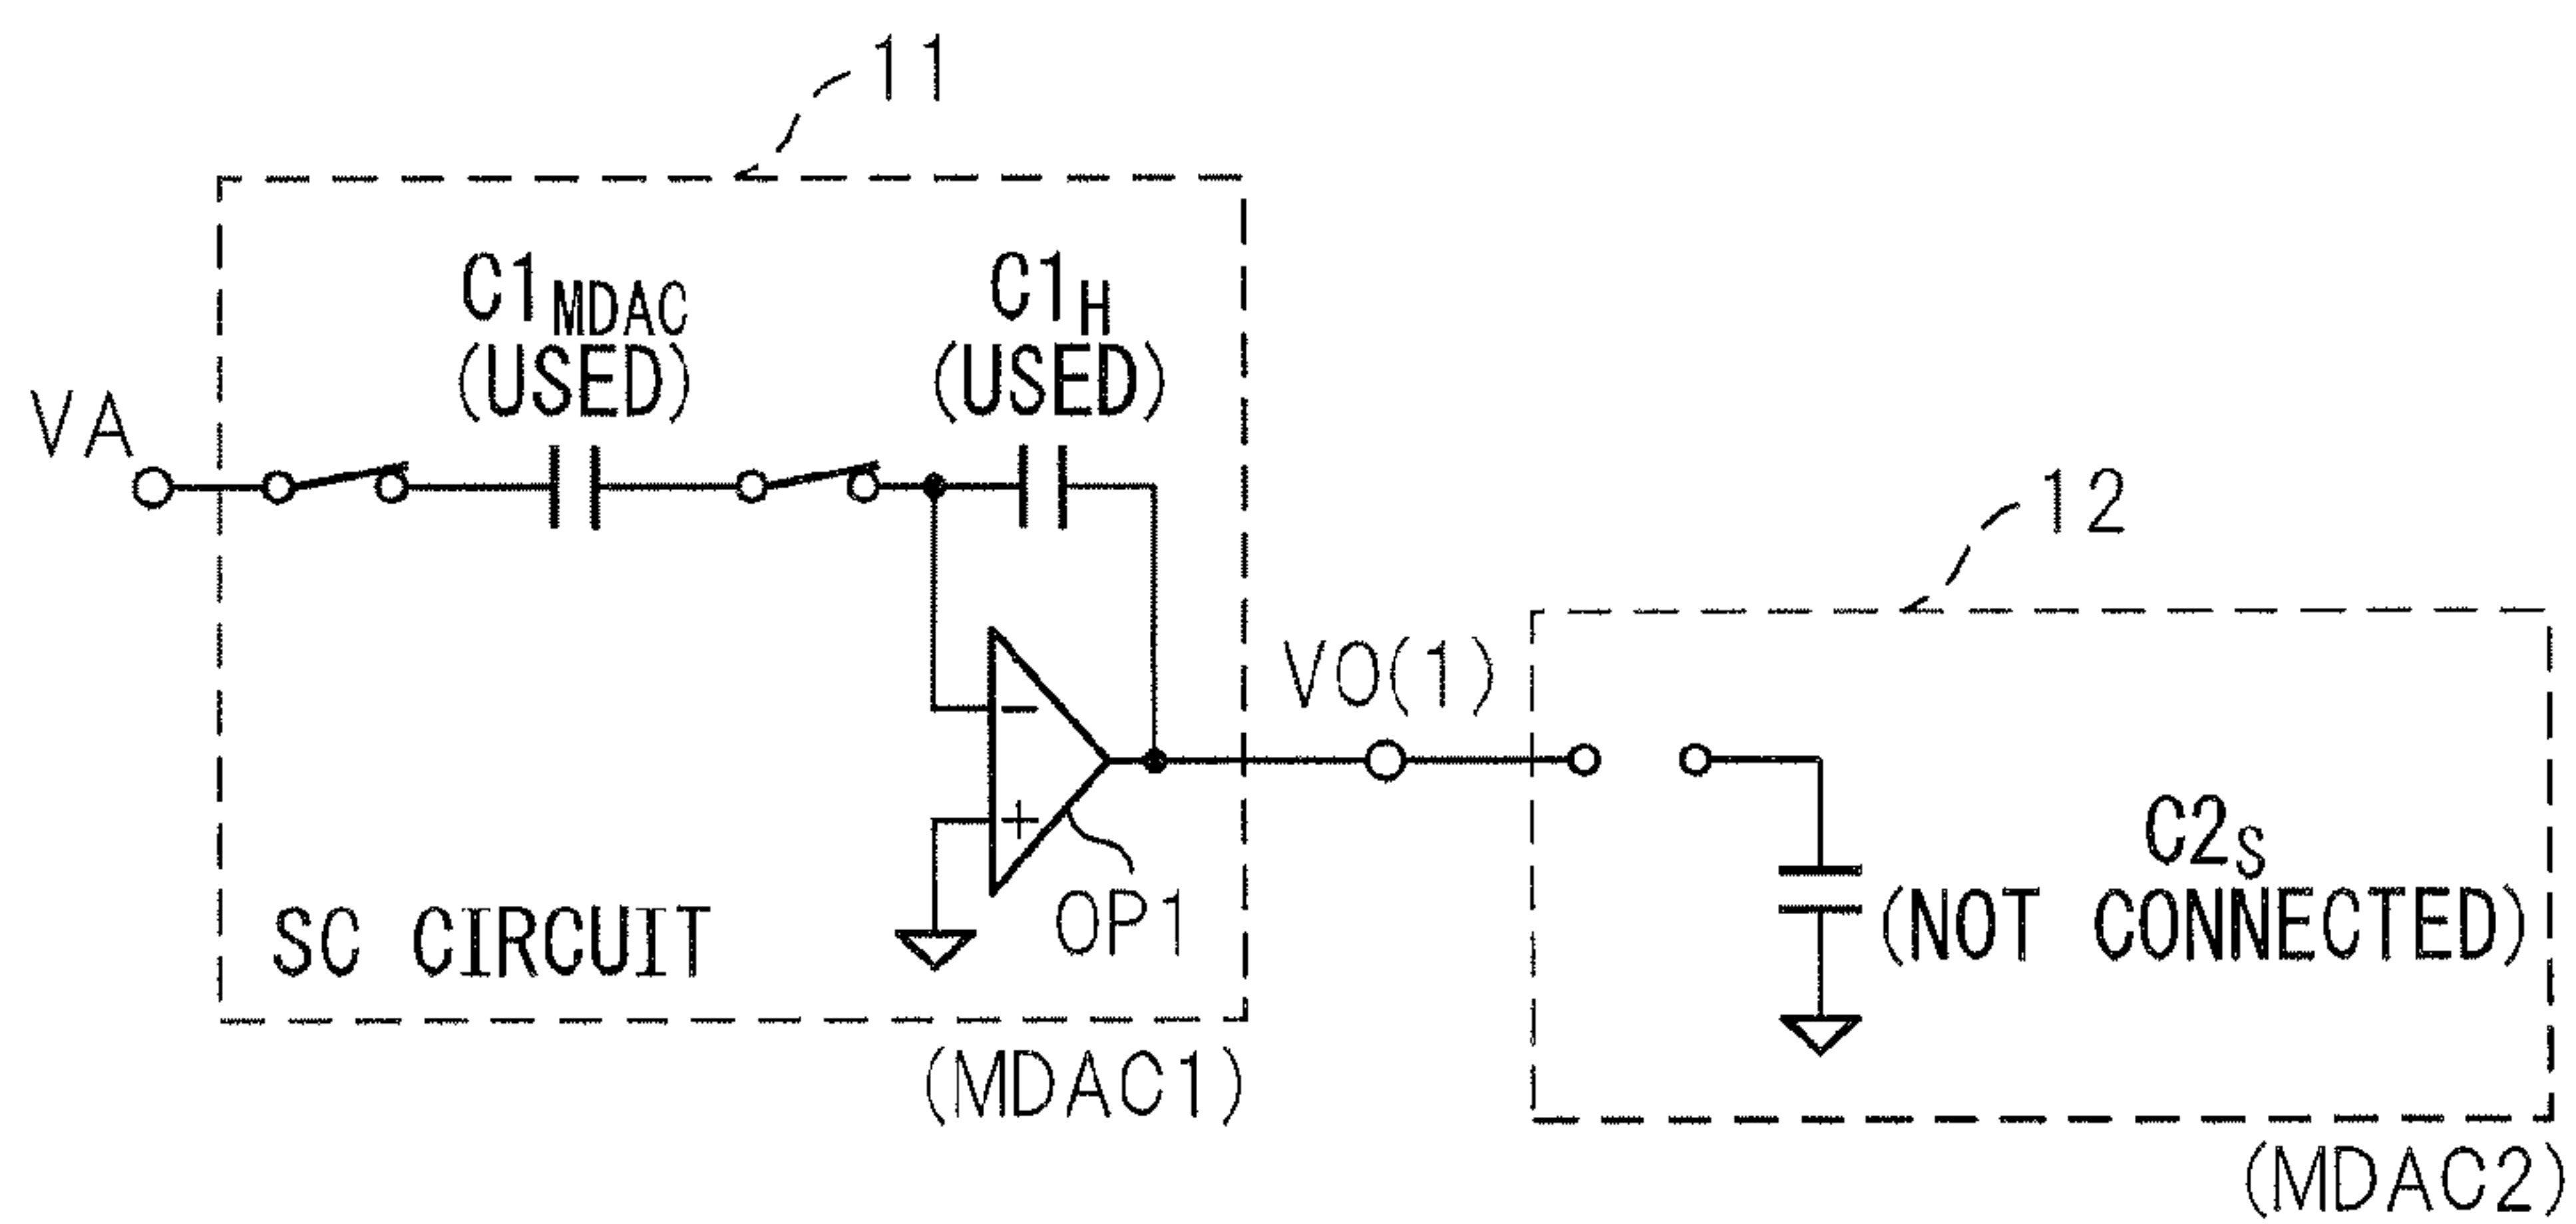 11
C1MDAC
(USED)
C1H
(USED)
VA
12
VO(1)
−
+
OP1
C2S
(NOT CONNECTED)
SC CIRCUIT
(MDAC1)
(MDAC2)